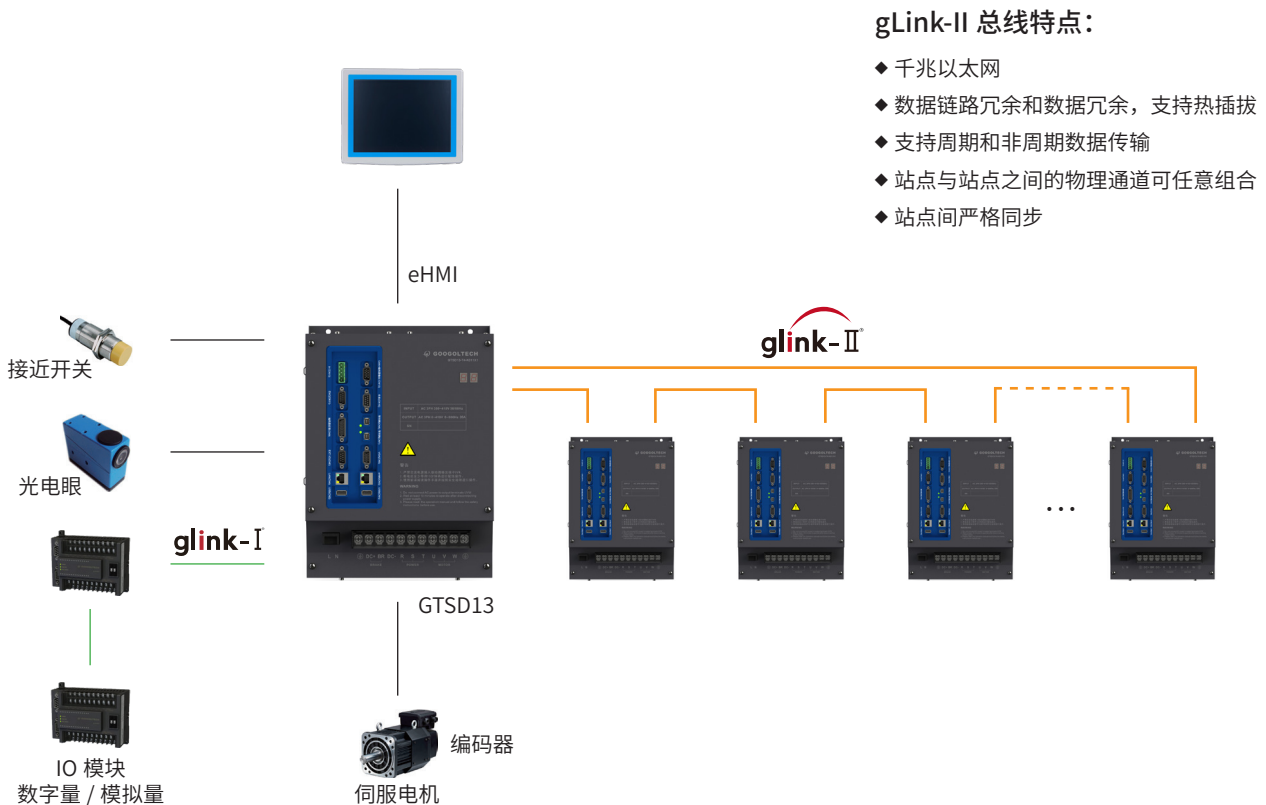 gLink-II 总线特点：
◆ 千兆以太网
◆ 数据链路冗余和数据冗余，支持热插拔
◆ 支持周期和非周期数据传输
◆ 站点与站点之间的物理通道可任意组合
◆ 站点间严格同步
eHMI
glink-II
接近开关
GOOGOLTECH
光电眼
glink-I
GTSD13
编码器
IO 模块
数字量 / 模拟量
伺服电机